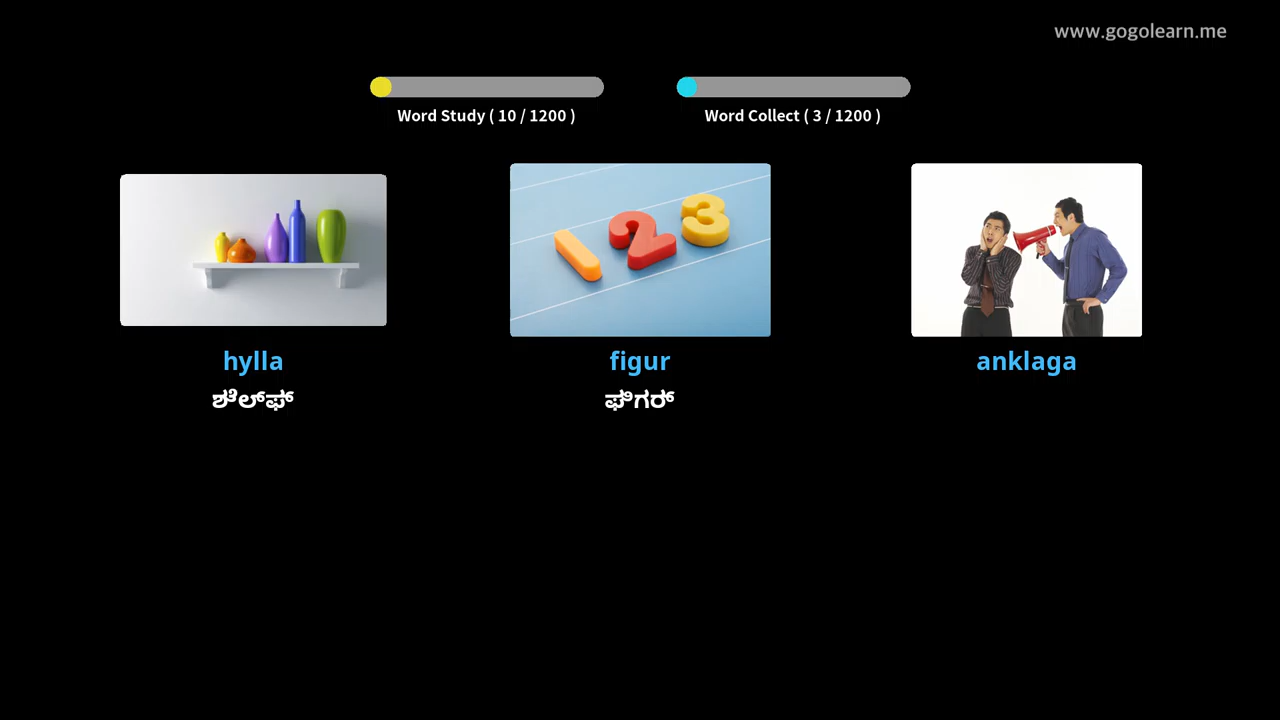 www.gogolearn.me
Word Study ( 10 / 1200 )
Word Collect ( 3 / 1200 )
hylla
figur
anklaga
ಶೆಲ್ಫ್
ಫಿಗರ್